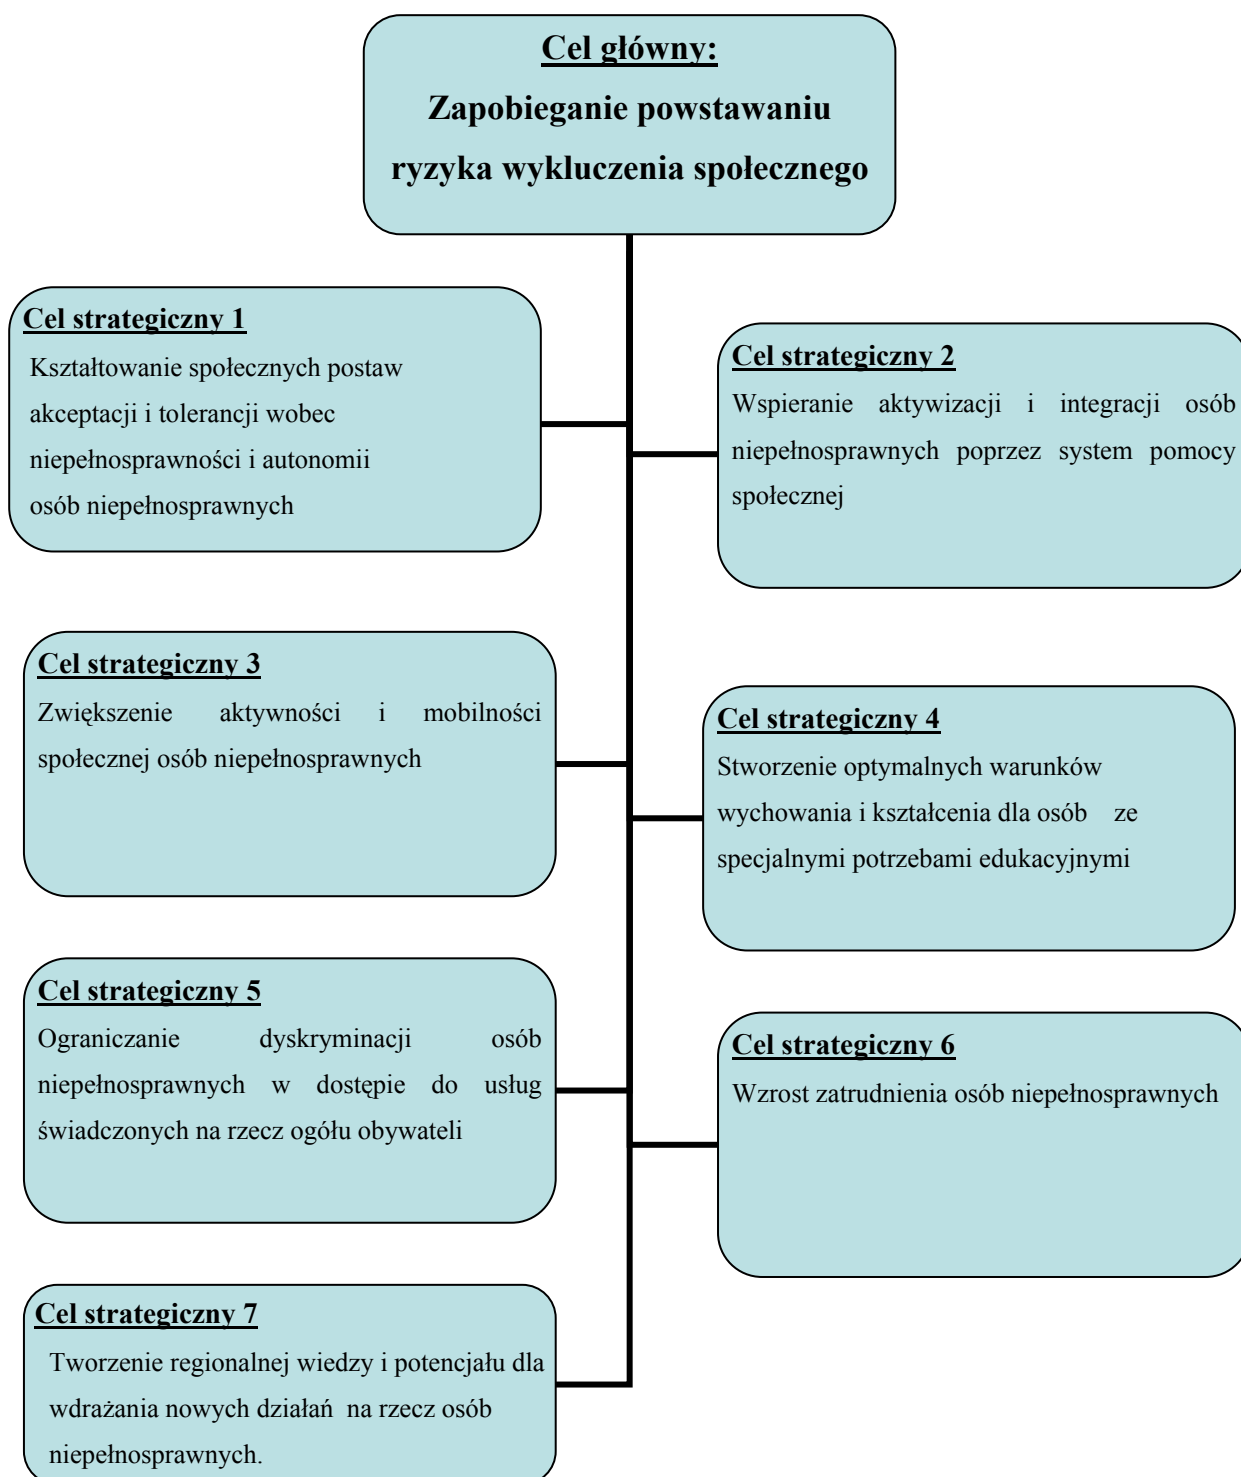 Cel główny:
Zapobieganie powstawaniu
ryzyka wykluczenia społecznego
Cel strategiczny 1
Kształtowanie społecznych postaw
akceptacji i tolerancji wobec
niepełnosprawności i autonomii
osób niepełnosprawnych
Cel strategiczny 2
Wspieranie aktywizacji i integracji osób
niepełnosprawnych poprzez system pomocy
społecznej
Cel strategiczny 3
Zwiększenie aktywności i mobilności
społecznej osób niepełnosprawnych
Cel strategiczny 4
Stworzenie optymalnych warunków
wychowania i kształcenia dla osób ze
specjalnymi potrzebami edukacyjnymi
Cel strategiczny 5
Ograniczanie dyskryminacji osób
niepełnosprawnych w dostępie do usług
świadczonych na rzecz ogółu obywateli
Cel strategiczny 6
Wzrost zatrudnienia osób niepełnosprawnych
Cel strategiczny 7
Tworzenie regionalnej wiedzy i potencjału dla
wdrażania nowych działań na rzecz osób
niepełnosprawnych.